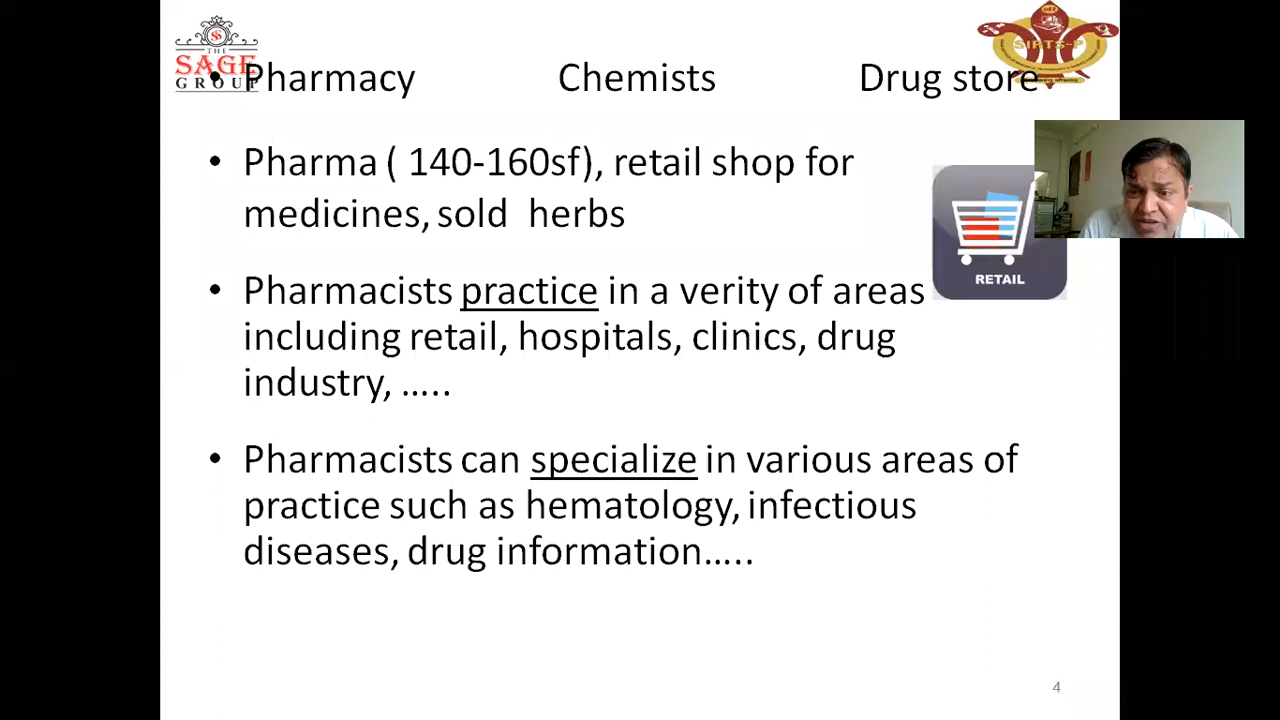 THE
SAGE
GROUP
SIRTS-P
• Pharmacy Chemists Drug store
• Pharma ( 140-160sf), retail shop for
medicines, sold herbs
RETAIL
• Pharmacists practice in a verity of areas
including retail, hospitals, clinics, drug
industry, …..
• Pharmacists can specialize in various areas of
practice such as hematology, infectious
diseases, drug information…..
4